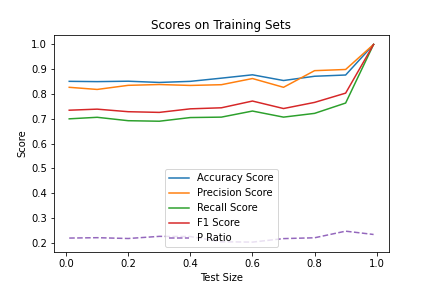 Scores on Training Sets
1.0
0.9
0.8
0.7
0.6
0.5
0.4
0.3
0.2
Score
Accuracy Score
Precision Score
Recall Score
F1 Score
P Ratio
0.0 0.2 0.4 0.6 0.8 1.0
Test Size